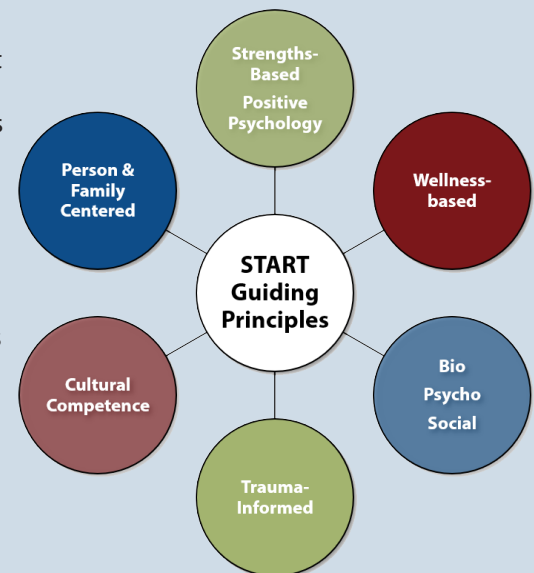 Strengths-
Based
Positive
Psychology
Person &
Family
Centered
Wellness-
based
START
Guiding
Principles
Cultural
Competence
Bio
Psycho
Social
Trauma-
Informed